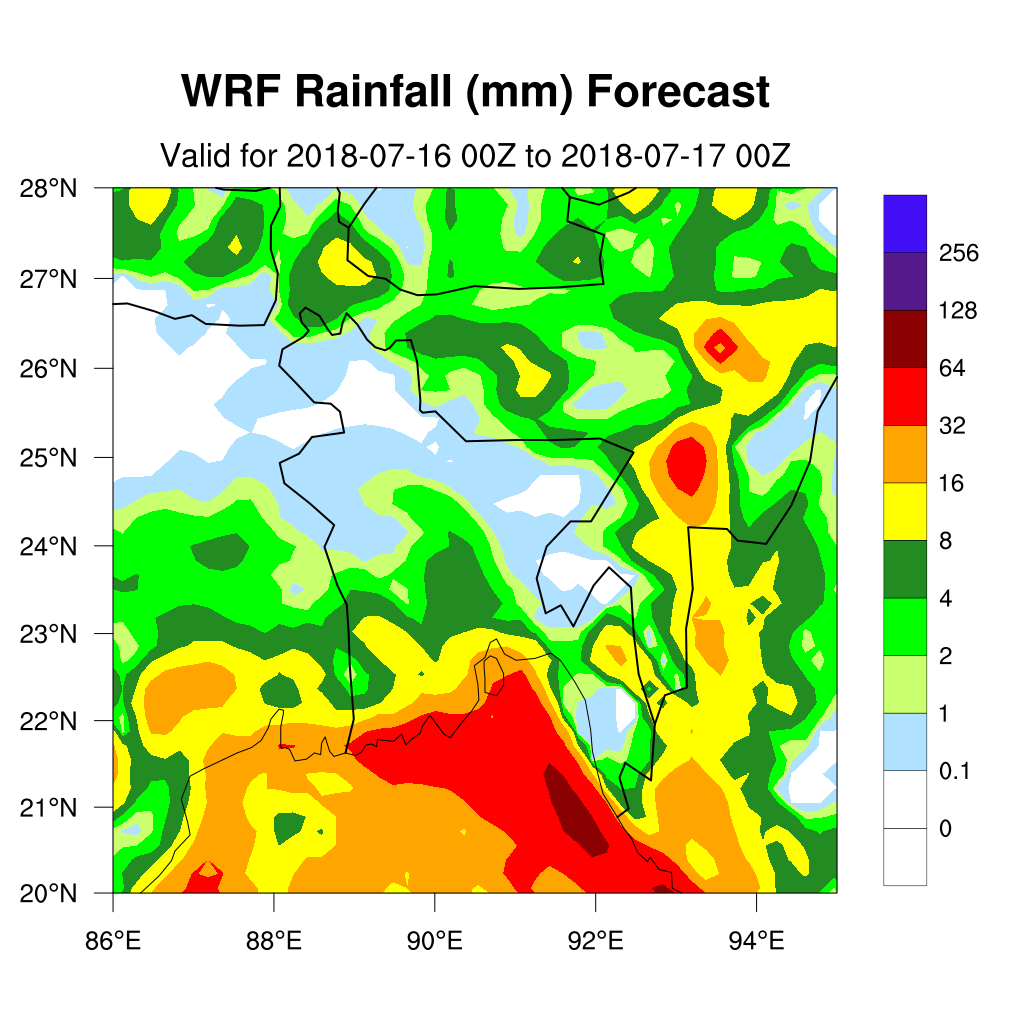 WRF Rainfall (mm) Forecast
Valid for 2018-07-16 00Z to 2018-07-17 00Z
28°N
27°N
26°N
25°N
24°N
23°N
22°N
21°N
20°N
86°E 88°E 90°E 92°E 94°E
256
128
64
32
16
8
4
2
1
0.1
0